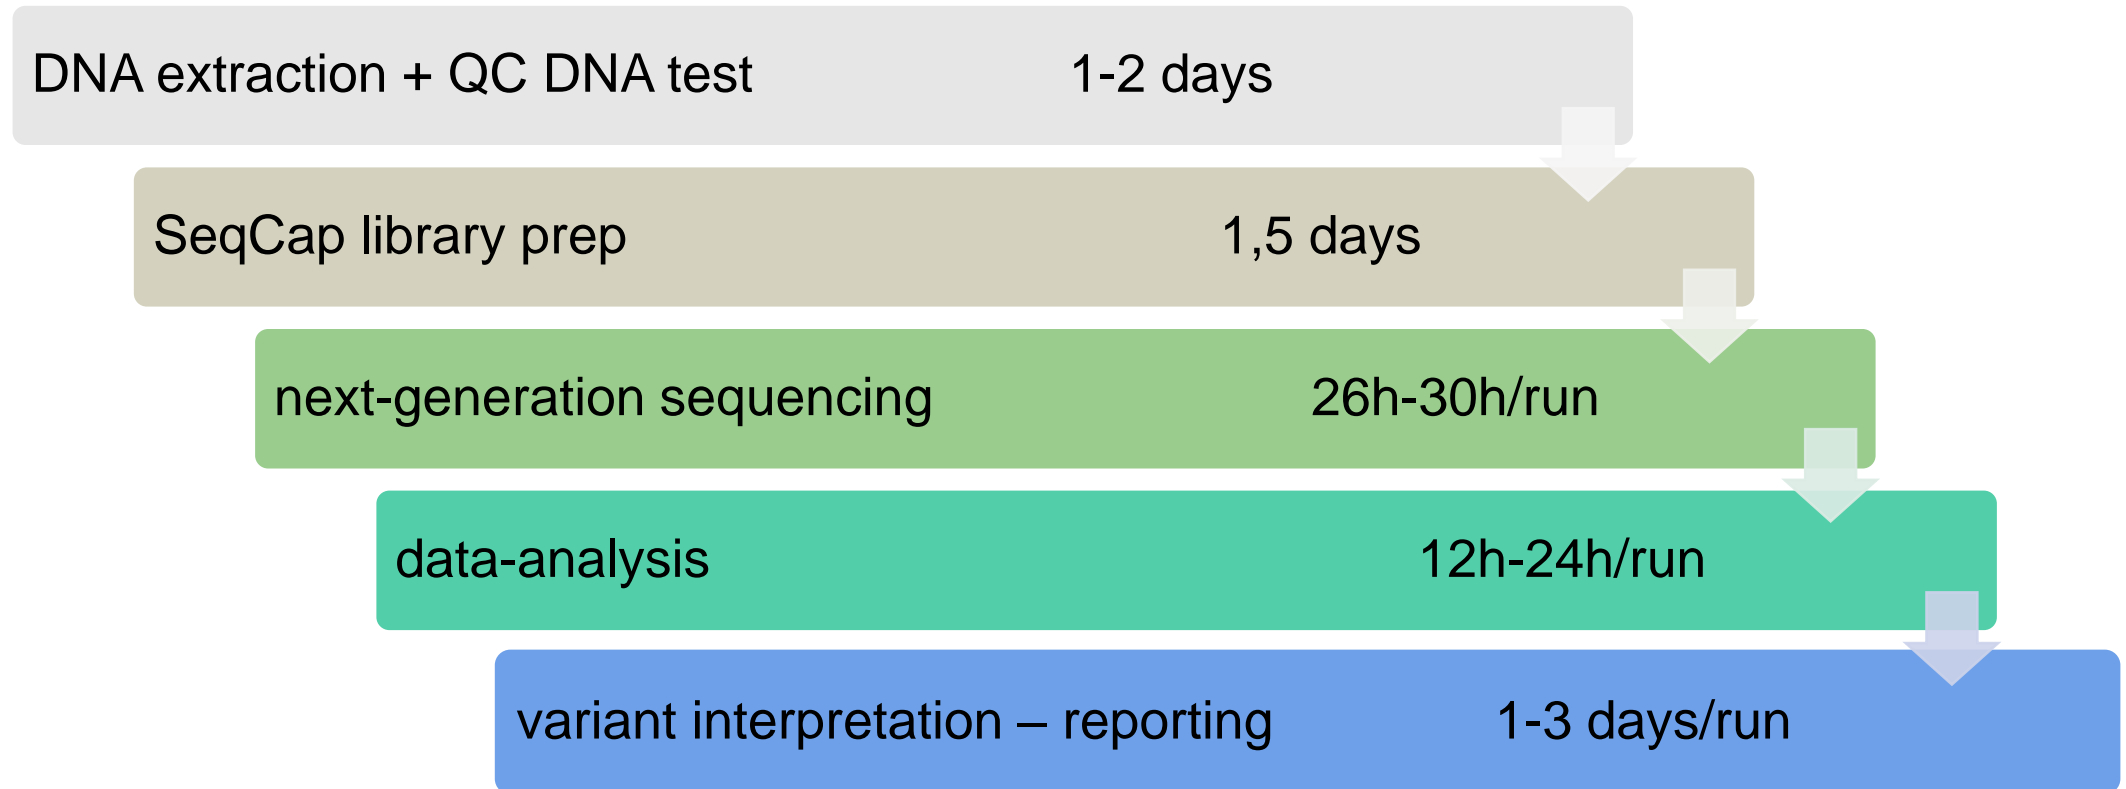 DNA extraction + QC DNA test 1-2 days
SeqCap library prep 1,5 days
next-generation sequencing 26h-30h/run
data-analysis 12h-24h/run
variant interpretation – reporting 1-3 days/run